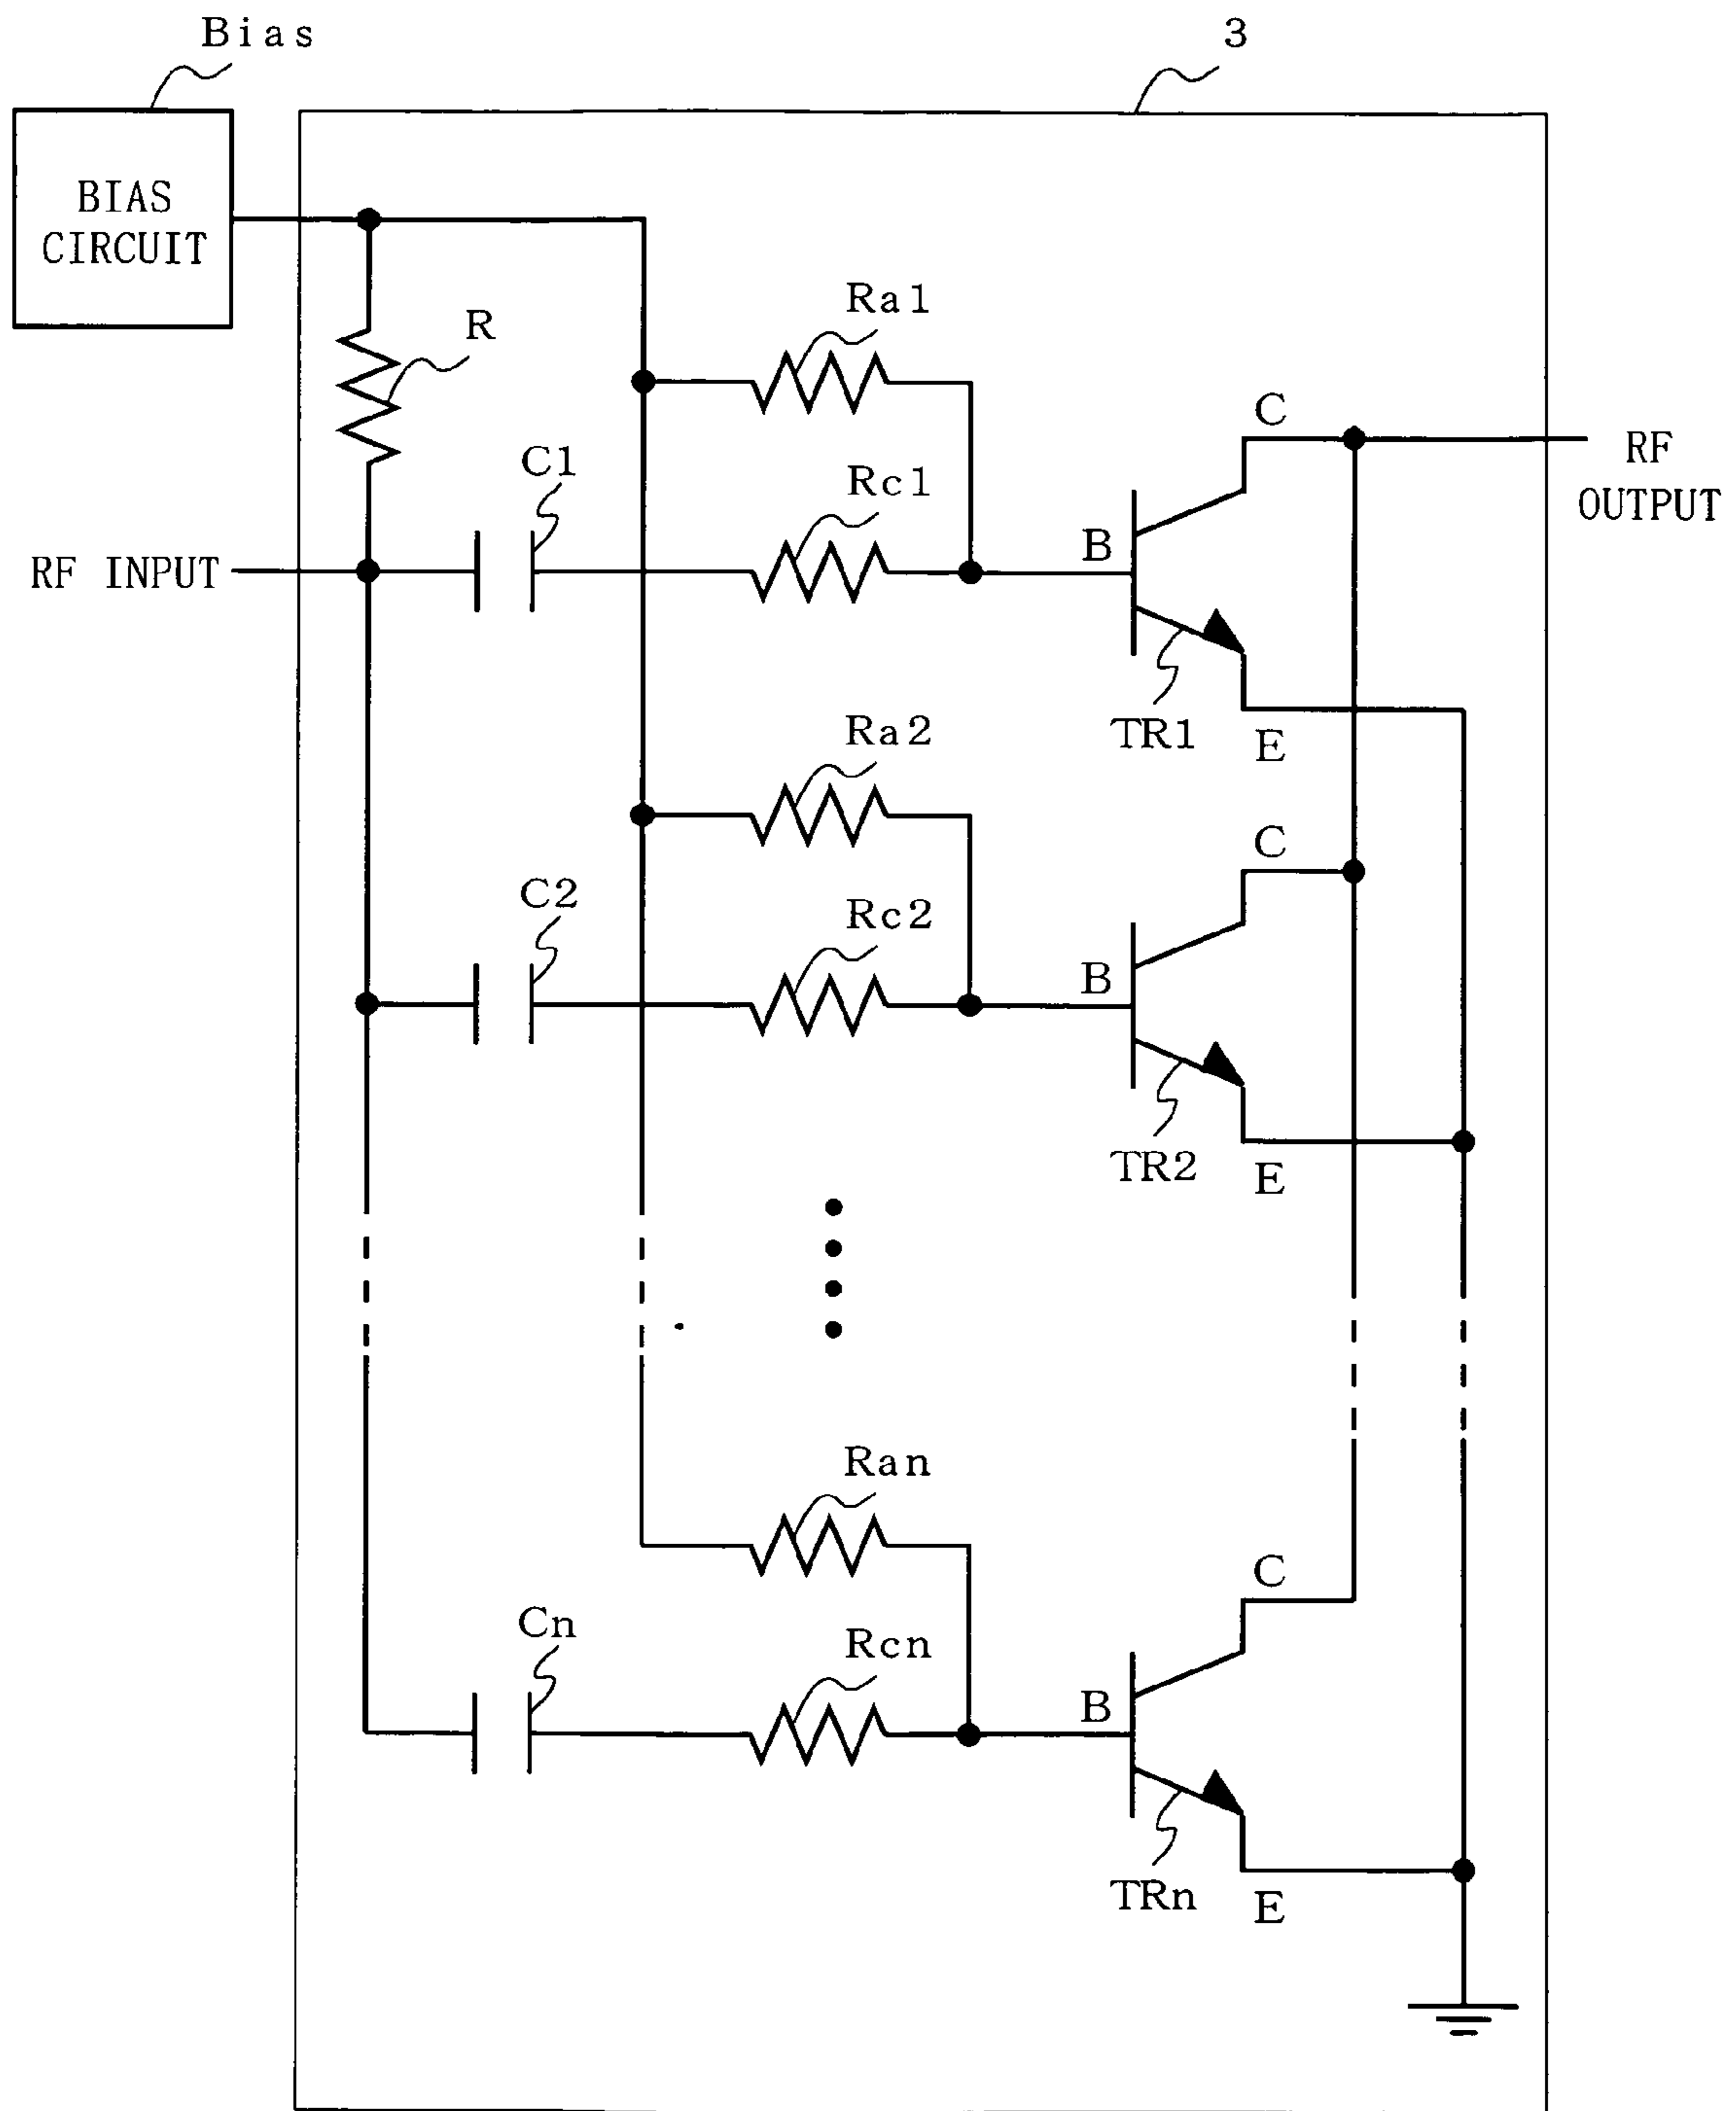 Bias
3
BIAS
CIRCUIT
R
Ra1
C
RF
OUTPUT
C1
Rc1
B
RF INPUT
TR1
E
Ra2
C
C2
Rc2
B
TR2
E
Ran
C
Cn
Rcn
B
TRn
E